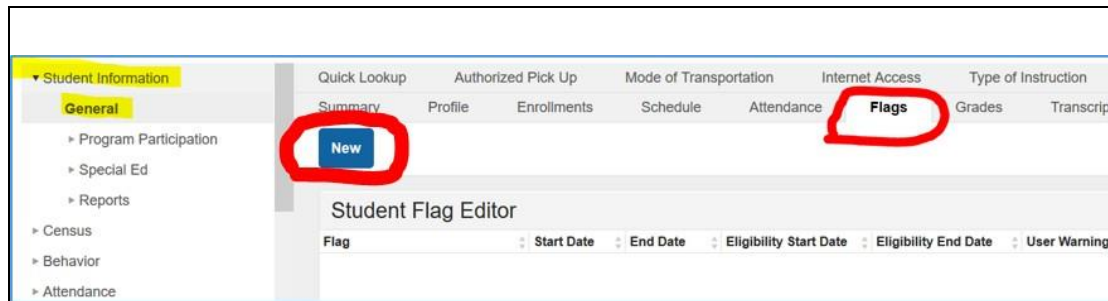 Student Information
General
Program Participation
Special Ed
Reports
Census
Behavior
Attendance
Quick Lookup Authorized Pick Up Mode of Transportation Internet Access Type of Instruction
Summary Profile Enrollments Schedule Attendance Flags Grades Transcrip
New
Student Flag Editor
Flag Start Date End Date Eligibility Start Date Eligibility End Date User Warning